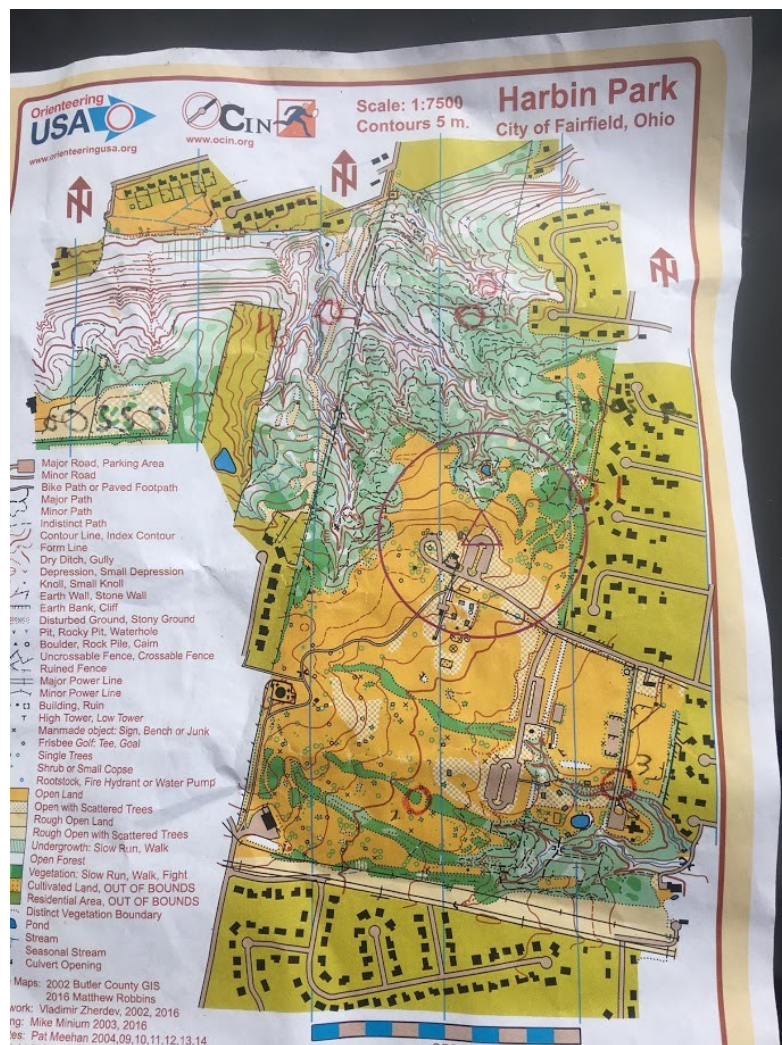 Orienteering
USA
www.orienteeringusa.org
OCIN
www.ocin.org
Scale: 1:7500
Contours 5 m.
Harbin Park
City of Fairfield, Ohio
N
N
N
Major Road, Parking Area
Minor Road
Bike Path or Paved Footpath
Major Path
Minor Path
Indistinct Path
Contour Line, Index Contour
Form Line
Dry Ditch, Gully
Depression, Small Depression
Knoll, Small Knoll
Earth Wall, Stone Wall
Earth Bank, Cliff
Disturbed Ground, Stony Ground
Pit, Rocky Pit, Waterhole
Boulder, Rock Pile, Cairn
Uncrossable Fence, Crossable Fence
Ruined Fence
Major Power Line
Minor Power Line
Building, Ruin
High Tower, Low Tower
Manmade object: Sign, Bench or Junk
Frisbee Golf: Tee, Goal
Single Trees
Shrub or Small Copse
Rootstock, Fire Hydrant or Water Pump
Open Land
Open with Scattered Trees
Rough Open Land
Rough Open with Scattered Trees
Undergrowth: Slow Run, Walk
Open Forest
Vegetation: Slow Run, Walk, Fight
Cultivated Land, OUT OF BOUNDS
Residential Area, OUT OF BOUNDS
Distinct Vegetation Boundary
Pond
Stream
Seasonal Stream
Culvert Opening
Maps: 2002 Butler County GIS
2016 Matthew Robbins
work: Vladimir Zherdev, 2002, 2016
ng: Mike Minium 2003, 2016
tes: Pat Meehan 2004,09,10,11,12,13,14
4
1
3
2